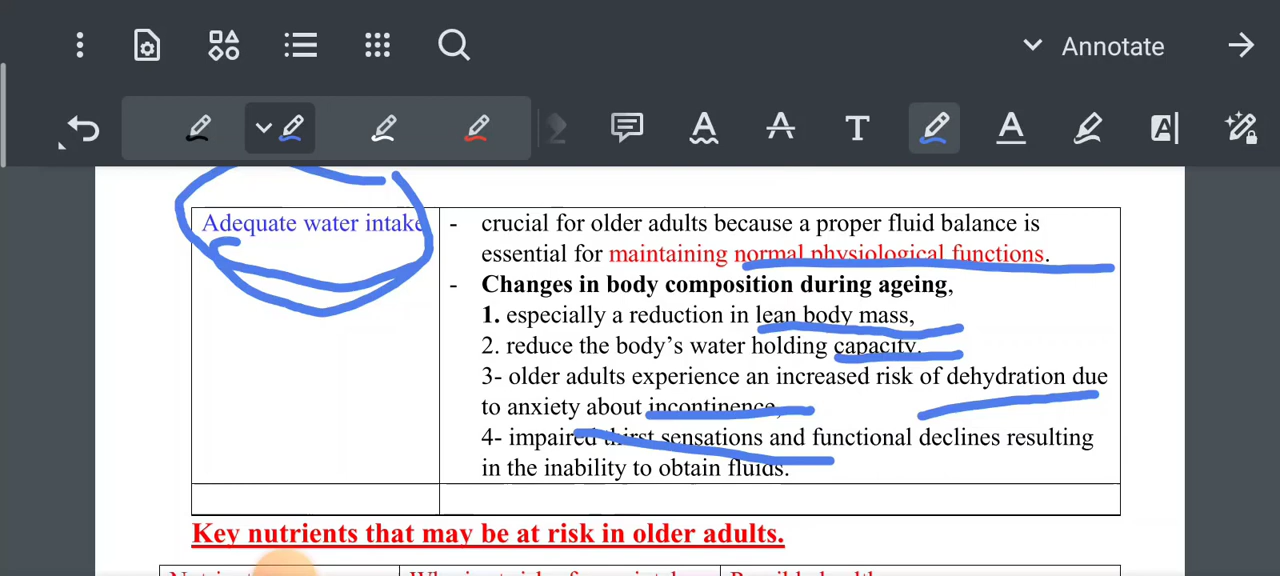 Annotate
Adequate water intake
- crucial for older adults because a proper fluid balance is
essential for maintaining normal physiological functions.
- Changes in body composition during ageing,
1. especially a reduction in lean body mass,
2. reduce the body’s water holding capacity.
3- older adults experience an increased risk of dehydration due
to anxiety about incontinence,
4- impaired thirst sensations and functional declines resulting
in the inability to obtain fluids.
Key nutrients that may be at risk in older adults.